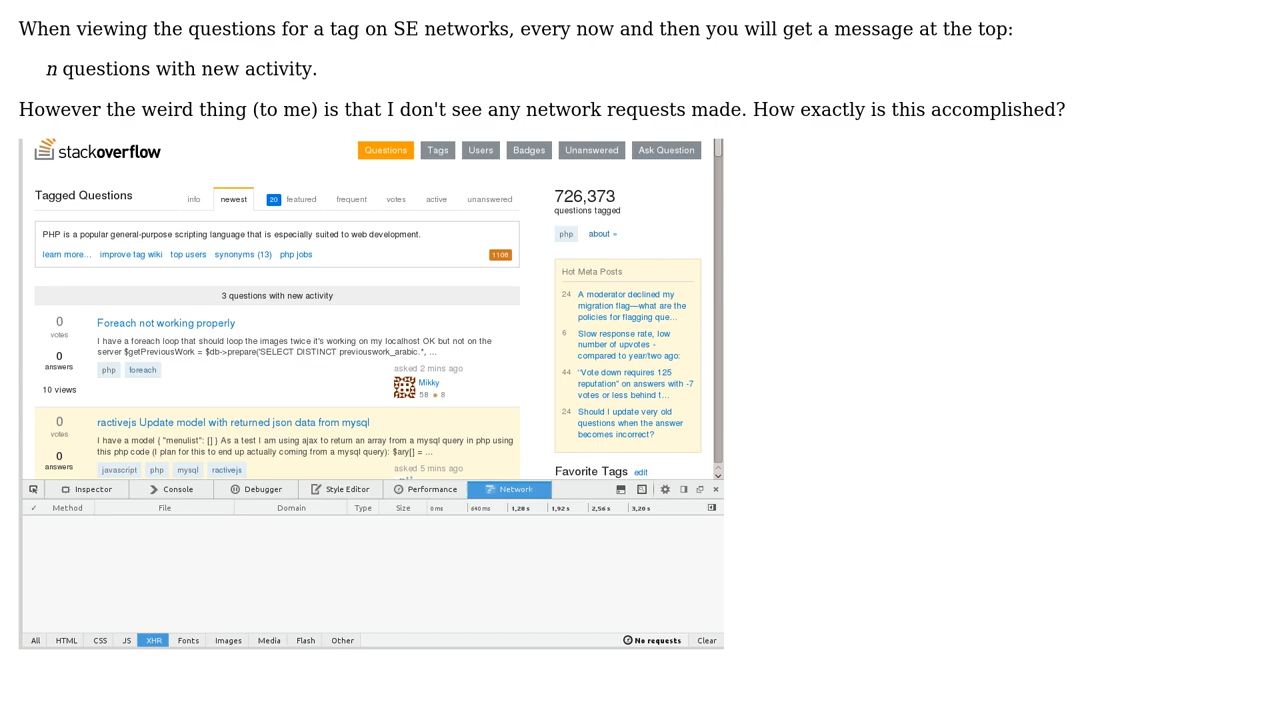 When viewing the questions for a tag on SE networks, every now and then you will get a message at the top:
n questions with new activity.
However the weird thing (to me) is that I don't see any network requests made. How exactly is this accomplished?
stackoverflow
Questions Tags Users Badges Unanswered Ask Question
Tagged Questions info newest 20 featured frequent votes active unanswered
PHP is a popular general-purpose scripting language that is especially suited to web development.
learn more... improve tag wiki top users synonyms (13) php jobs 1106
3 questions with new activity
0 votes
0 answers
10 views
Foreach not working properly
I have a foreach loop that should loop the images twice it's working on my localhost OK but not on the
server $getPreviousWork = $db->prepare('SELECT DISTINCT previouswork_arabic.*, ...
php foreach
asked 2 mins ago
Mikky
58 8
0 votes
0 answers
ractivejs Update model with returned json data from mysql
I have a model { "menulist": [] } As a test I am using ajax to return an array from a mysql query in php using
this php code (I plan for this to end up actually coming from a mysql query): $ary[] = ...
javascript php mysql ractivejs
asked 5 mins ago
726,373
questions tagged
php about »
Hot Meta Posts
24 A moderator declined my
migration flag—what are the
policies for flagging que...
6 Slow response rate, low
number of upvotes -
compared to year/two ago:
44 "Vote down requires 125
reputation" on answers with -7
votes or less behind t...
24 Should I update very old
questions when the answer
becomes incorrect?
Favorite Tags edit
Inspector Console Debugger Style Editor Performance Network
✓ Method File Domain Type Size 0 ms 640 ms 1,28 s 1,92 s 2,56 s 3,20 s
All HTML CSS JS XHR Fonts Images Media Flash Other No requests Clear